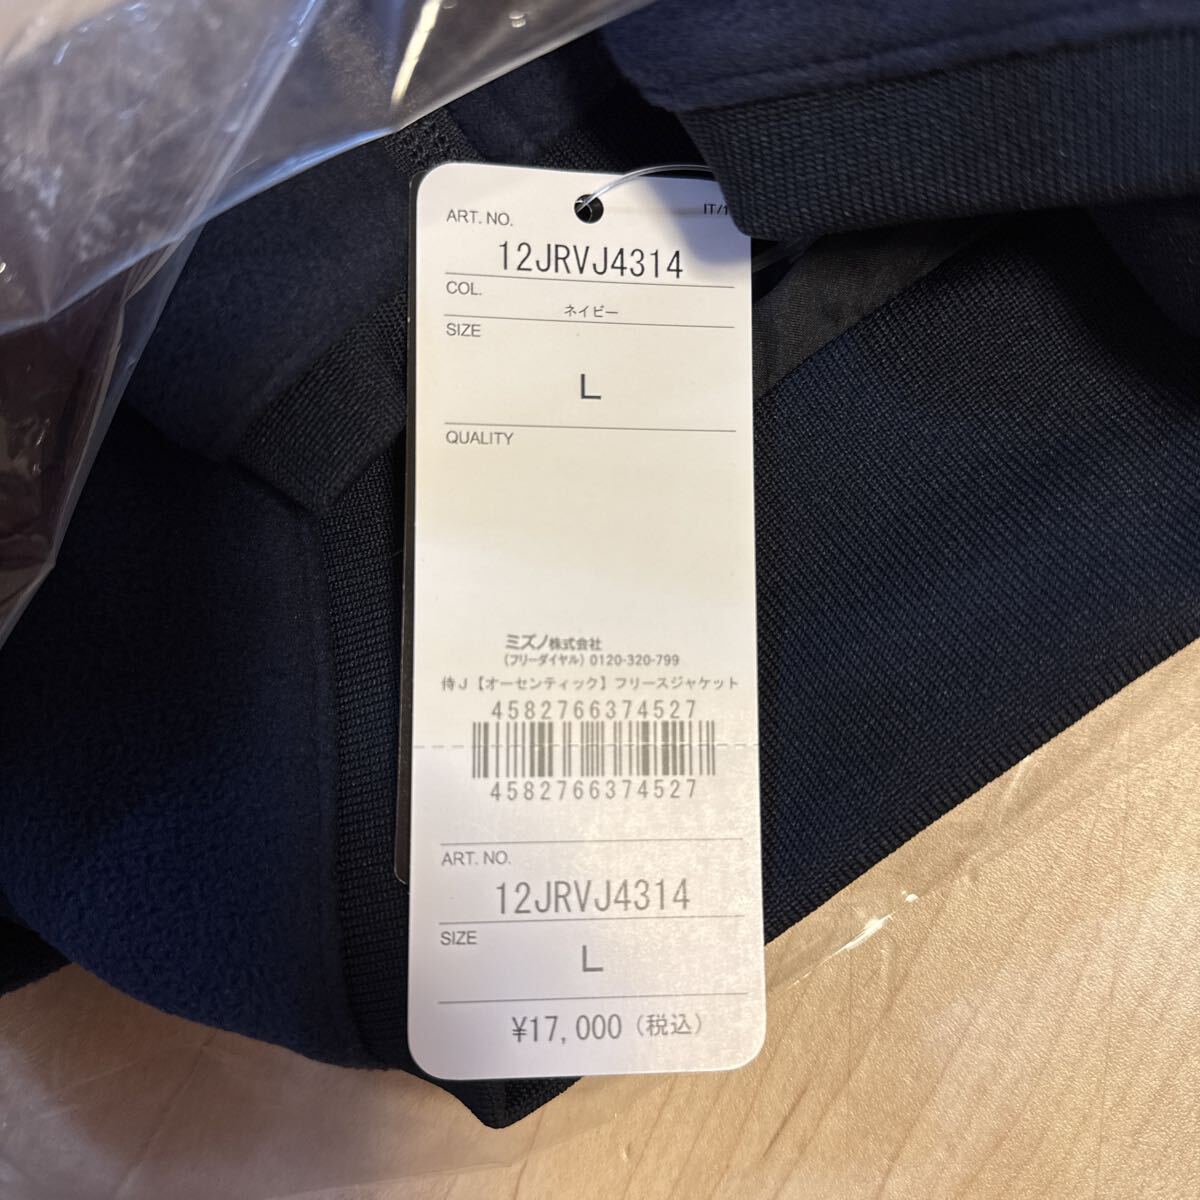 ART. NO.
IT/1
12JRVJ4314
COL.
ネイビー
SIZE
L
QUALITY
ミズノ株式会社
(フリーダイヤル) 0120-320-799
侍J【オーセンティック】フリースジャケット
4582766374527
4582766374527
ART. NO.
12JRVJ4314
SIZE
L
¥17,000（税込）